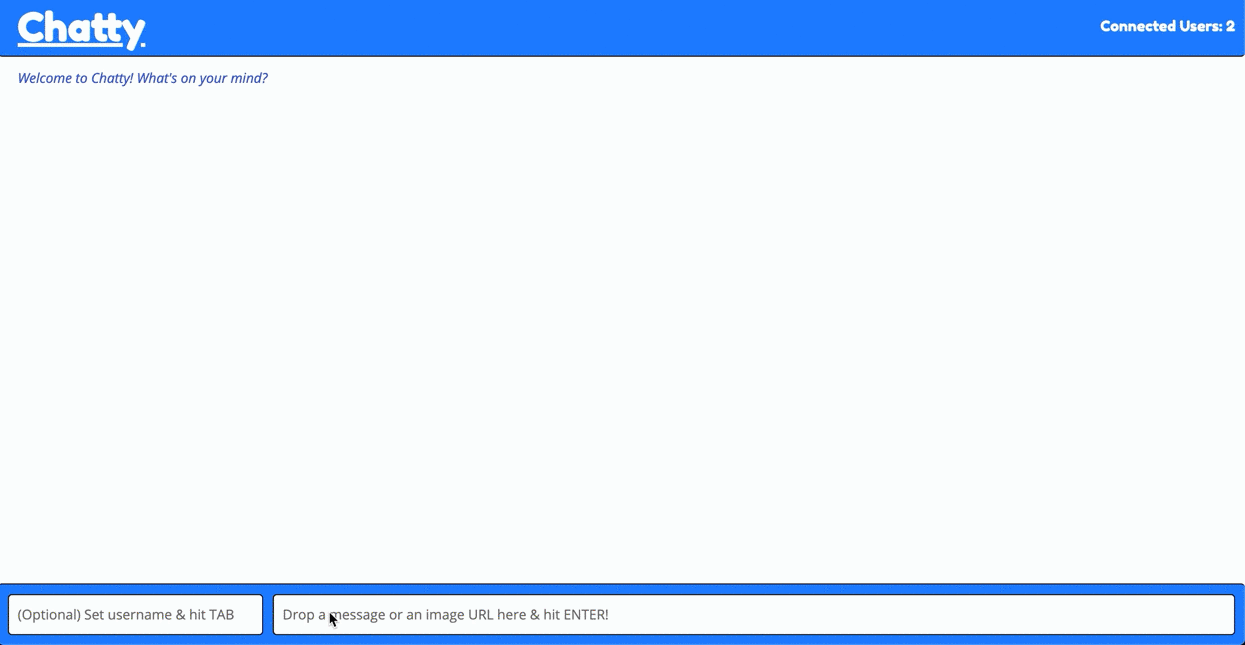 Chatty
Connected Users: 2
Welcome to Chatty! What's on your mind?
(Optional) Set username & hit TAB
Drop a message or an image URL here & hit ENTER!